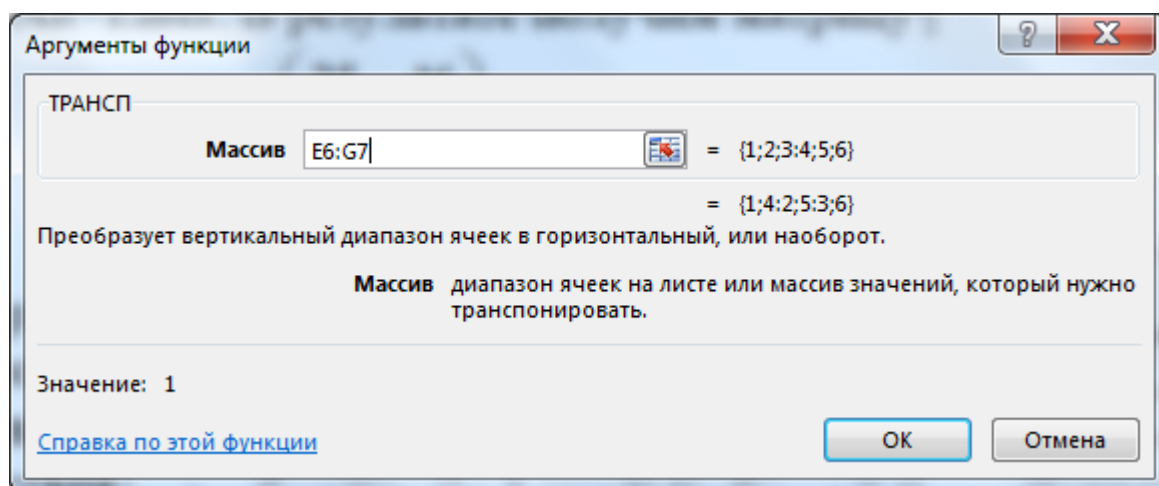 Аргументы функции
ТРАНСП
Массив E6:G7 = {1;2;3:4;5;6}
= {1;4:2;5:3;6}
Преобразует вертикальный диапазон ячеек в горизонтальный, или наоборот.
Массив диапазон ячеек на листе или массив значений, который нужно
транспонировать.
Значение: 1
Справка по этой функции ОК Отмена